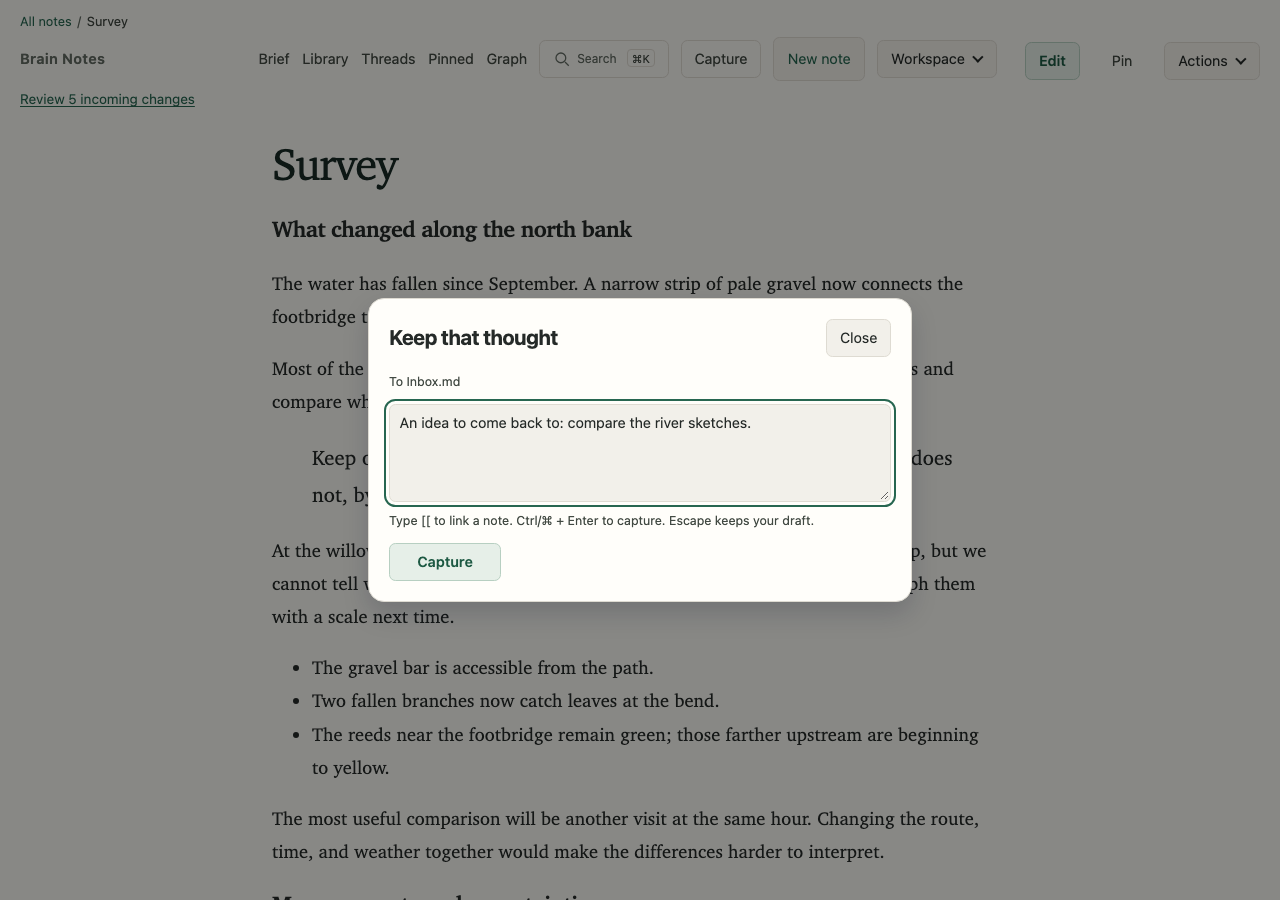 All notes / Survey
Brain Notes
Brief
Library
Threads
Pinned
Graph
Search ⌘K
Capture
New note
Workspace
Edit
Pin
Actions
Review 5 incoming changes
Survey
What changed along the north bank
The water has fallen since September. A narrow strip of pale gravel now connects the
footbridge
Most of the and
compare
Keep does
not,
At the but we
cannot tell them
with a scale next time.
Keep that thought
Close
To Inbox.md
An idea to come back to: compare the river sketches.
Type [[ to link a note. Ctrl/⌘ + Enter to capture. Escape keeps your draft.
Capture
• The gravel bar is accessible from the path.
• Two fallen branches now catch leaves at the bend.
• The reeds near the footbridge remain green; those farther upstream are beginning
to yellow.
The most useful comparison will be another visit at the same hour. Changing the route,
time, and weather together would make the differences harder to interpret.